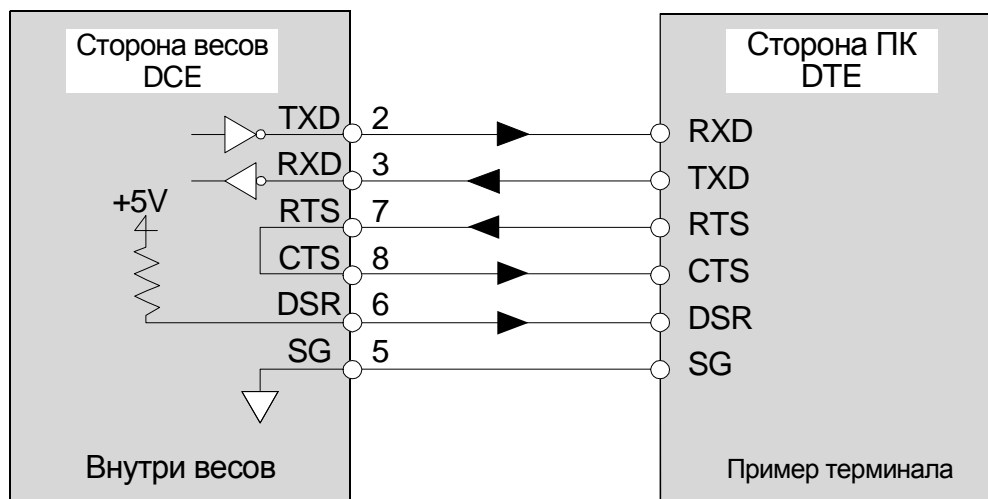 Сторона весов
DCE
Сторона ПК
DTE
TXD 2 RXD
RXD 3 TXD
+5V
RTS 7 RTS
CTS 8 CTS
DSR 6 DSR
SG 5 SG
Внутри весов
Пример терминала